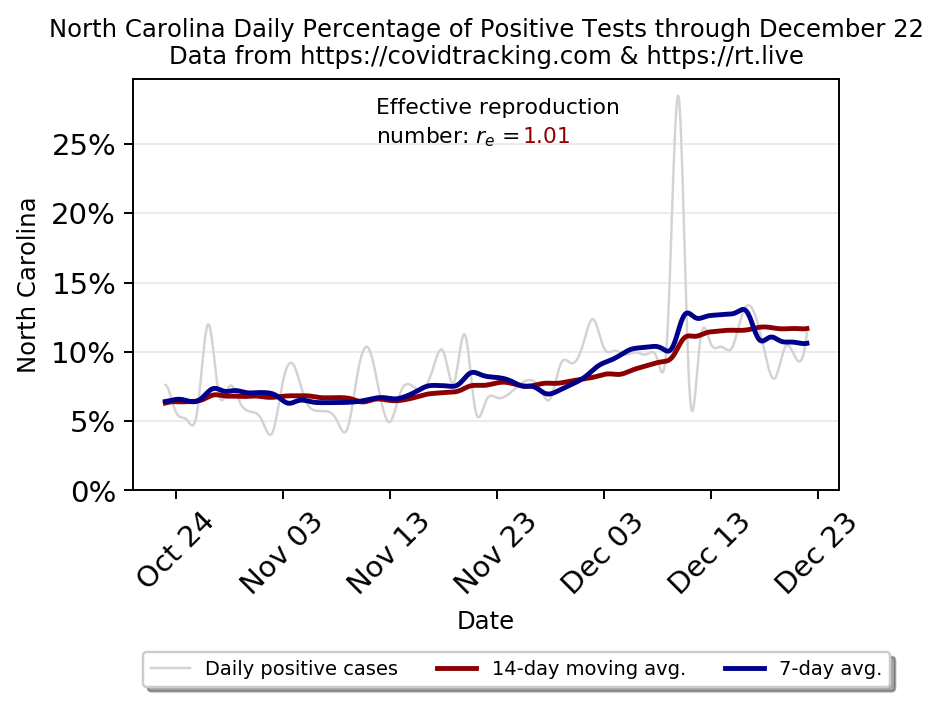 North Carolina Daily Percentage of Positive Tests through December 22
Data from https://covidtracking.com & https://rt.live
Effective reproduction
number: rₑ =1.01
25%
20%
15%
10%
5%
0%
North Carolina
Oct 24
Nov 03
Nov 13
Nov 23
Dec 03
Dec 13
Dec 23
Date
Daily positive cases
14-day moving avg.
7-day avg.